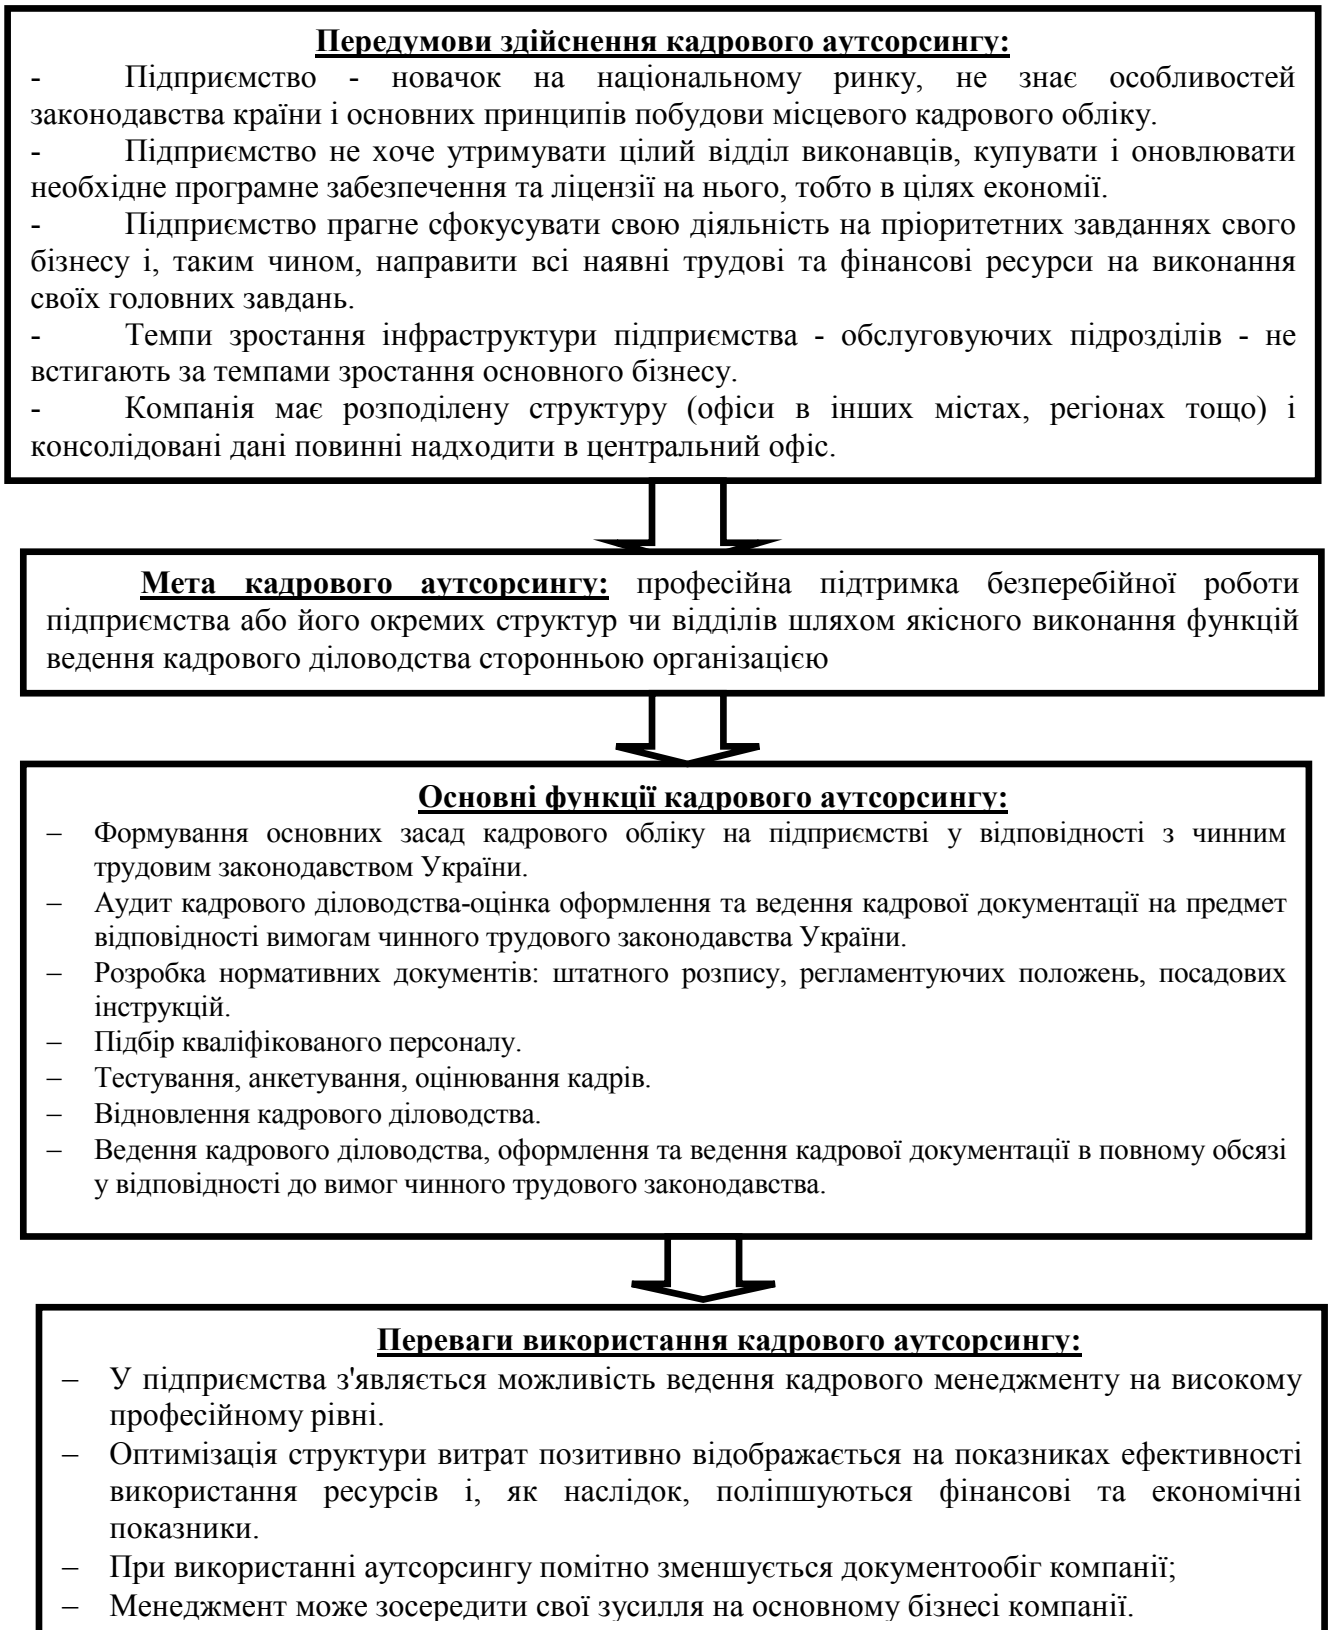 Передумови здійснення кадрового аутсорсингу:
- Підприємство - новачок на національному ринку, не знає особливостей
законодавства країни і основних принципів побудови місцевого кадрового обліку.
- Підприємство не хоче утримувати цілий відділ виконавців, купувати і оновлювати
необхідне програмне забезпечення та ліцензії на нього, тобто в цілях економії.
- Підприємство прагне сфокусувати свою діяльність на пріоритетних завданнях свого
бізнесу і, таким чином, направити всі наявні трудові та фінансові ресурси на виконання
своїх головних завдань.
- Темпи зростання інфраструктури підприємства - обслуговуючих підрозділів - не
встигають за темпами зростання основного бізнесу.
- Компанія має розподілену структуру (офіси в інших містах, регіонах тощо) і
консолідовані дані повинні надходити в центральний офіс.
Мета кадрового аутсорсингу: професійна підтримка безперебійної роботи
підприємства або його окремих структур чи відділів шляхом якісного виконання функцій
ведення кадрового діловодства сторонньою організацією
Основні функції кадрового аутсорсингу:
– Формування основних засад кадрового обліку на підприємстві у відповідності з чинним
трудовим законодавством України.
– Аудит кадрового діловодства-оцінка оформлення та ведення кадрової документації на предмет
відповідності вимогам чинного трудового законодавства України.
– Розробка нормативних документів: штатного розпису, регламентуючих положень, посадових
інструкцій.
– Підбір кваліфікованого персоналу.
– Тестування, анкетування, оцінювання кадрів.
– Відновлення кадрового діловодства.
– Ведення кадрового діловодства, оформлення та ведення кадрової документації в повному обсязі
у відповідності до вимог чинного трудового законодавства.
Переваги використання кадрового аутсорсингу:
– У підприємства з'являється можливість ведення кадрового менеджменту на високому
професійному рівні.
– Оптимізація структури витрат позитивно відображається на показниках ефективності
використання ресурсів і, як наслідок, поліпшуються фінансові та економічні
показники.
– При використанні аутсорсингу помітно зменшується документообіг компанії;
– Менеджмент може зосередити свої зусилля на основному бізнесі компанії.